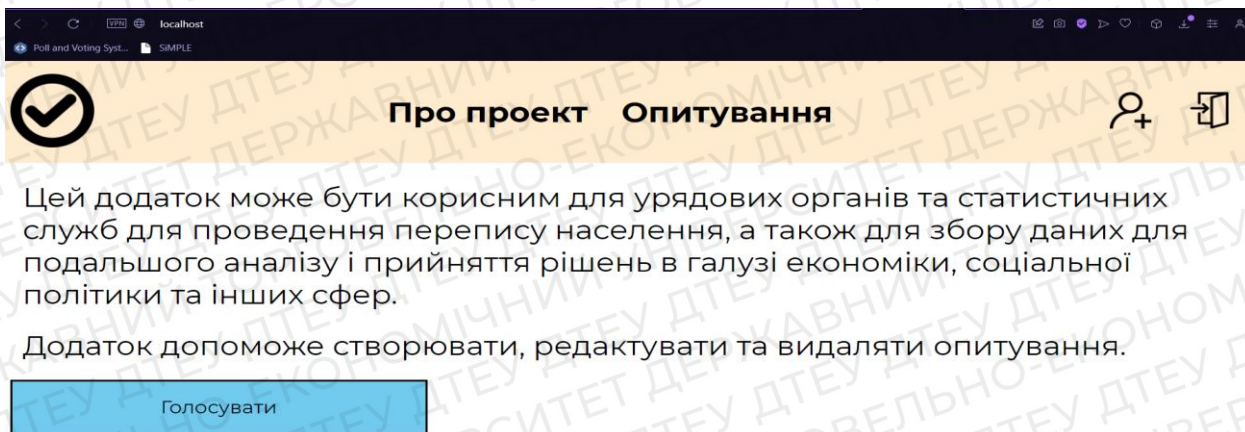 VPN localhost
Poll and Voting Syst... SiMPLE
Про проект Опитування
Цей додаток може бути корисним для урядових органів та статистичних
служб для проведення перепису населення, а також для збору даних для
подальшого аналізу і прийняття рішень в галузі економіки, соціальної
політики та інших сфер.
Додаток допоможе створювати, редактувати та видаляти опитування.
Голосувати